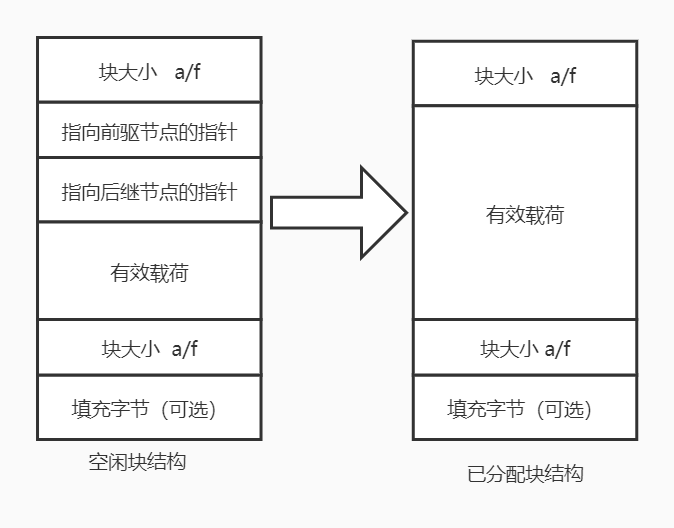 块大小 a/f
指向前驱节点的指针
指向后继节点的指针
有效载荷
块大小 a/f
填充字节（可选）
空闲块结构
块大小 a/f
有效载荷
块大小 a/f
填充字节（可选）
已分配块结构